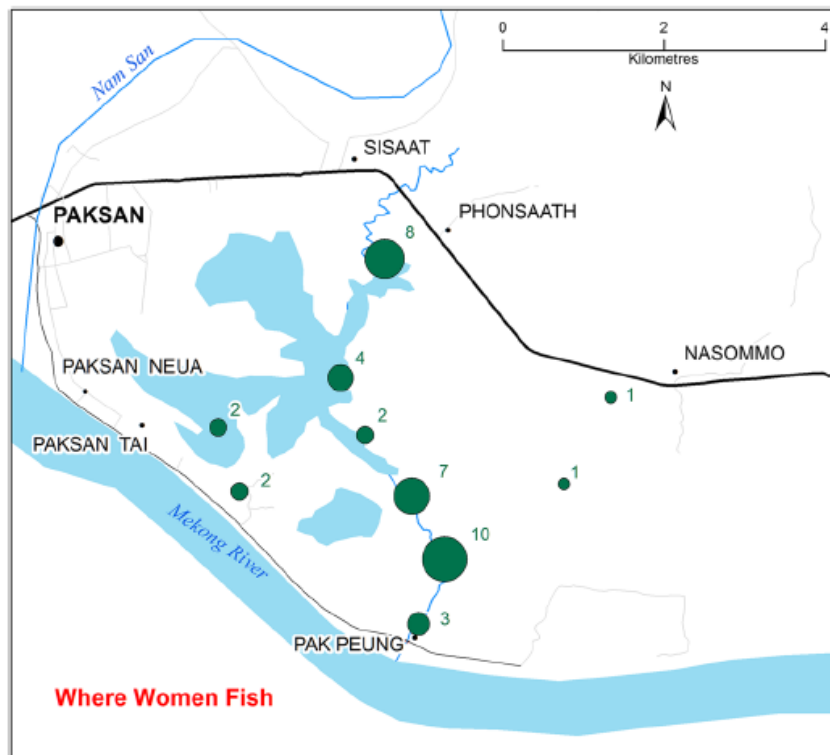 0 2 4
Kilometres
N
Nam San
SISAAT
PAKSAN
PHONSAATH
8
4
NASOMMO
PAKSAN NEUA
1
2
2
PAKSAN TAI
7
1
2
10
Mekong River
3
PAK PEUNG
Where Women Fish